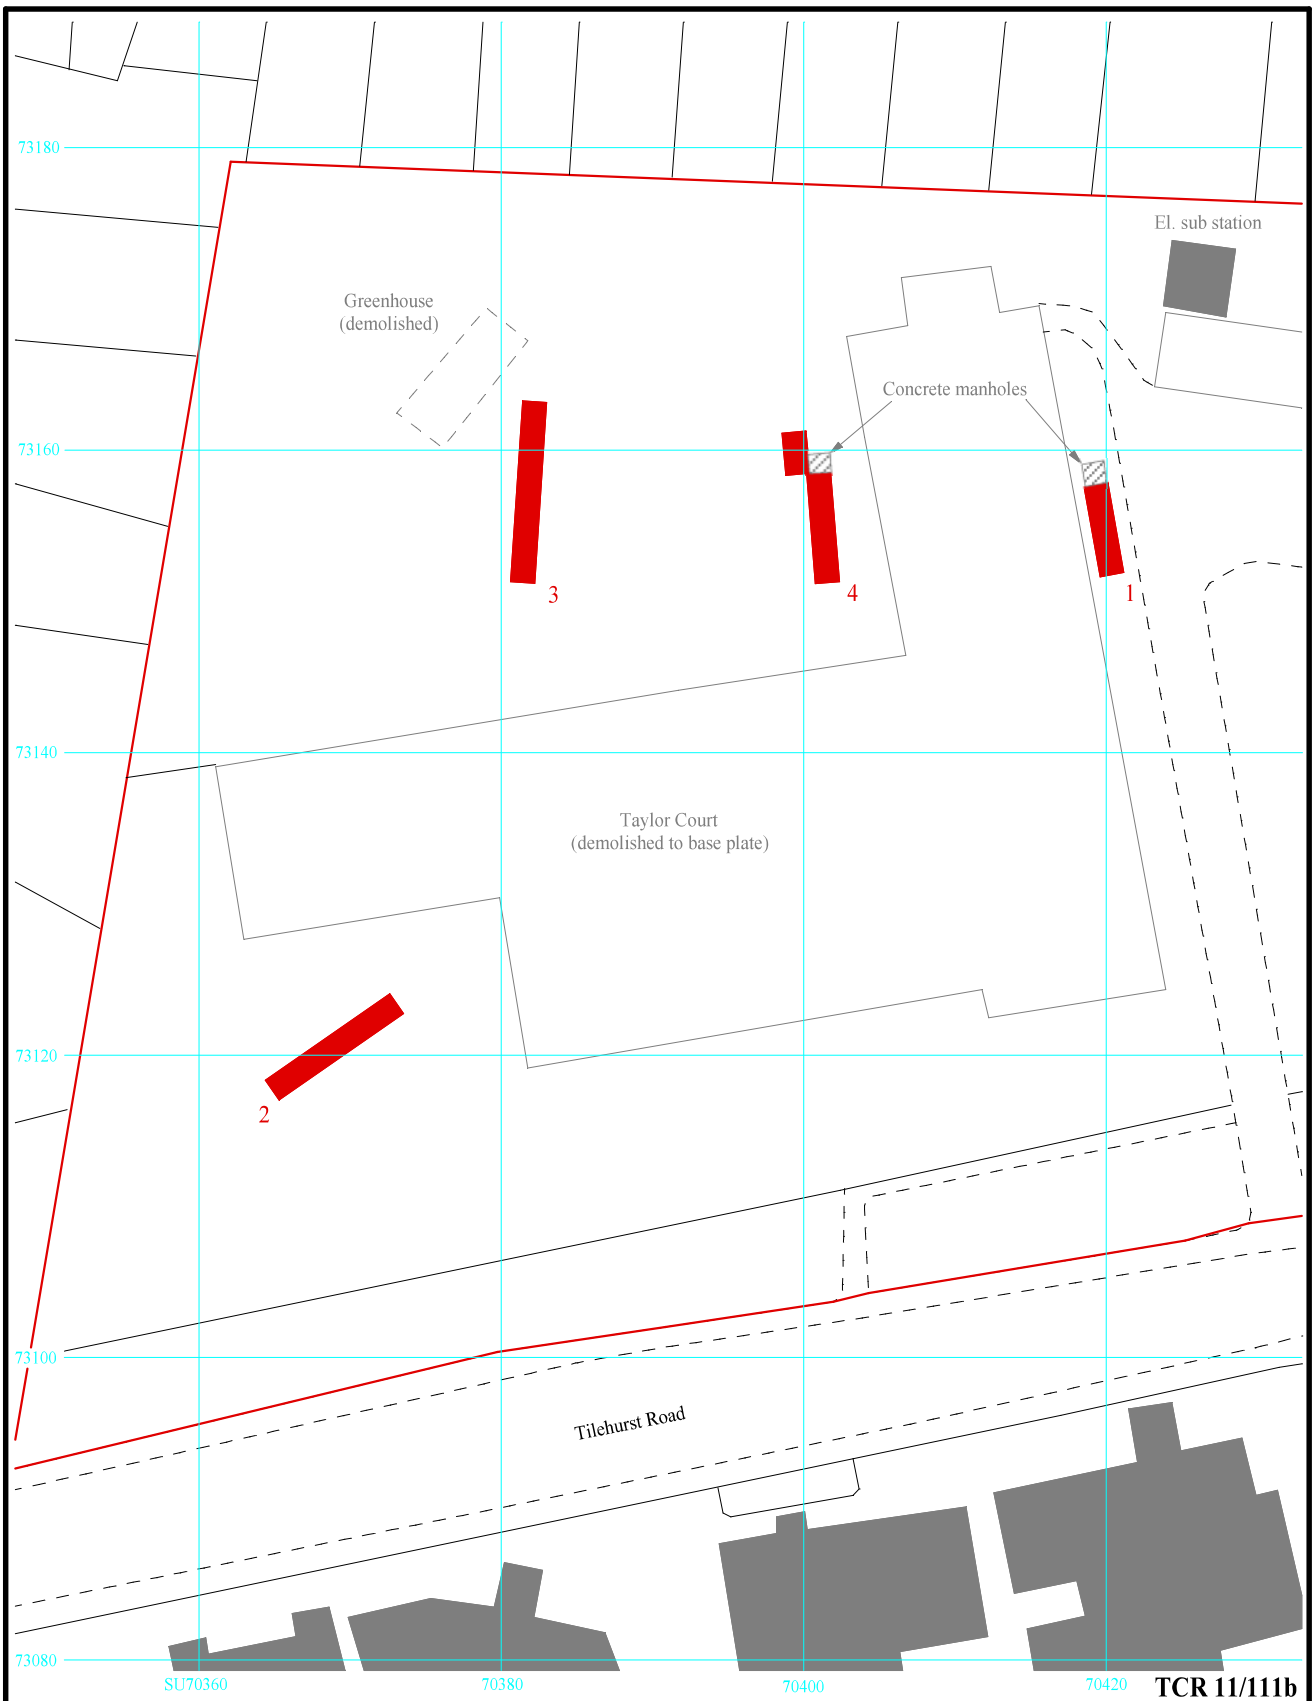 73180
El. sub station
Greenhouse
(demolished)
Concrete manholes
73160
3
4
1
73140
Taylor Court
(demolished to base plate)
73120
2
73100
Tilehurst Road
73080
SU70360
70380
70400
70420
TCR 11/111b